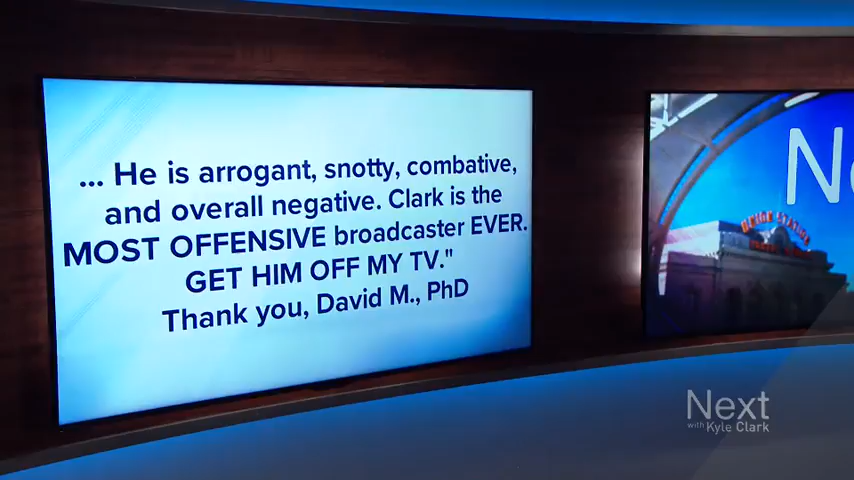 ... He is arrogant, snotty, combative,
and overall negative. Clark is the
MOST OFFENSIVE broadcaster EVER.
GET HIM OFF MY TV."
Thank you, David M., PhD
UNION STATION
Next
with Kyle Clark